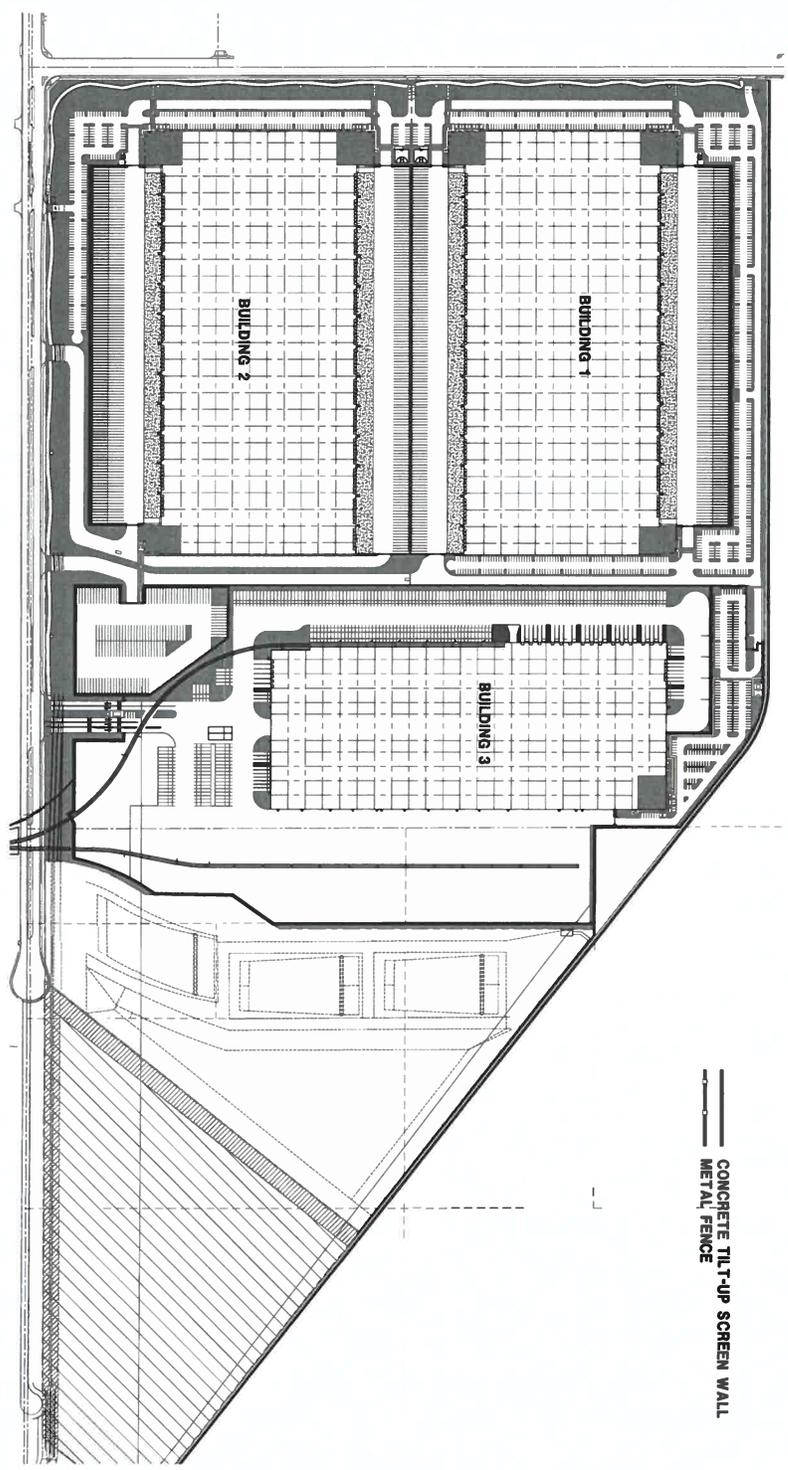 BUILDING 1
BUILDING 2
BUILDING 3
CONCRETE TILT-UP SCREEN WALL
METAL FENCE